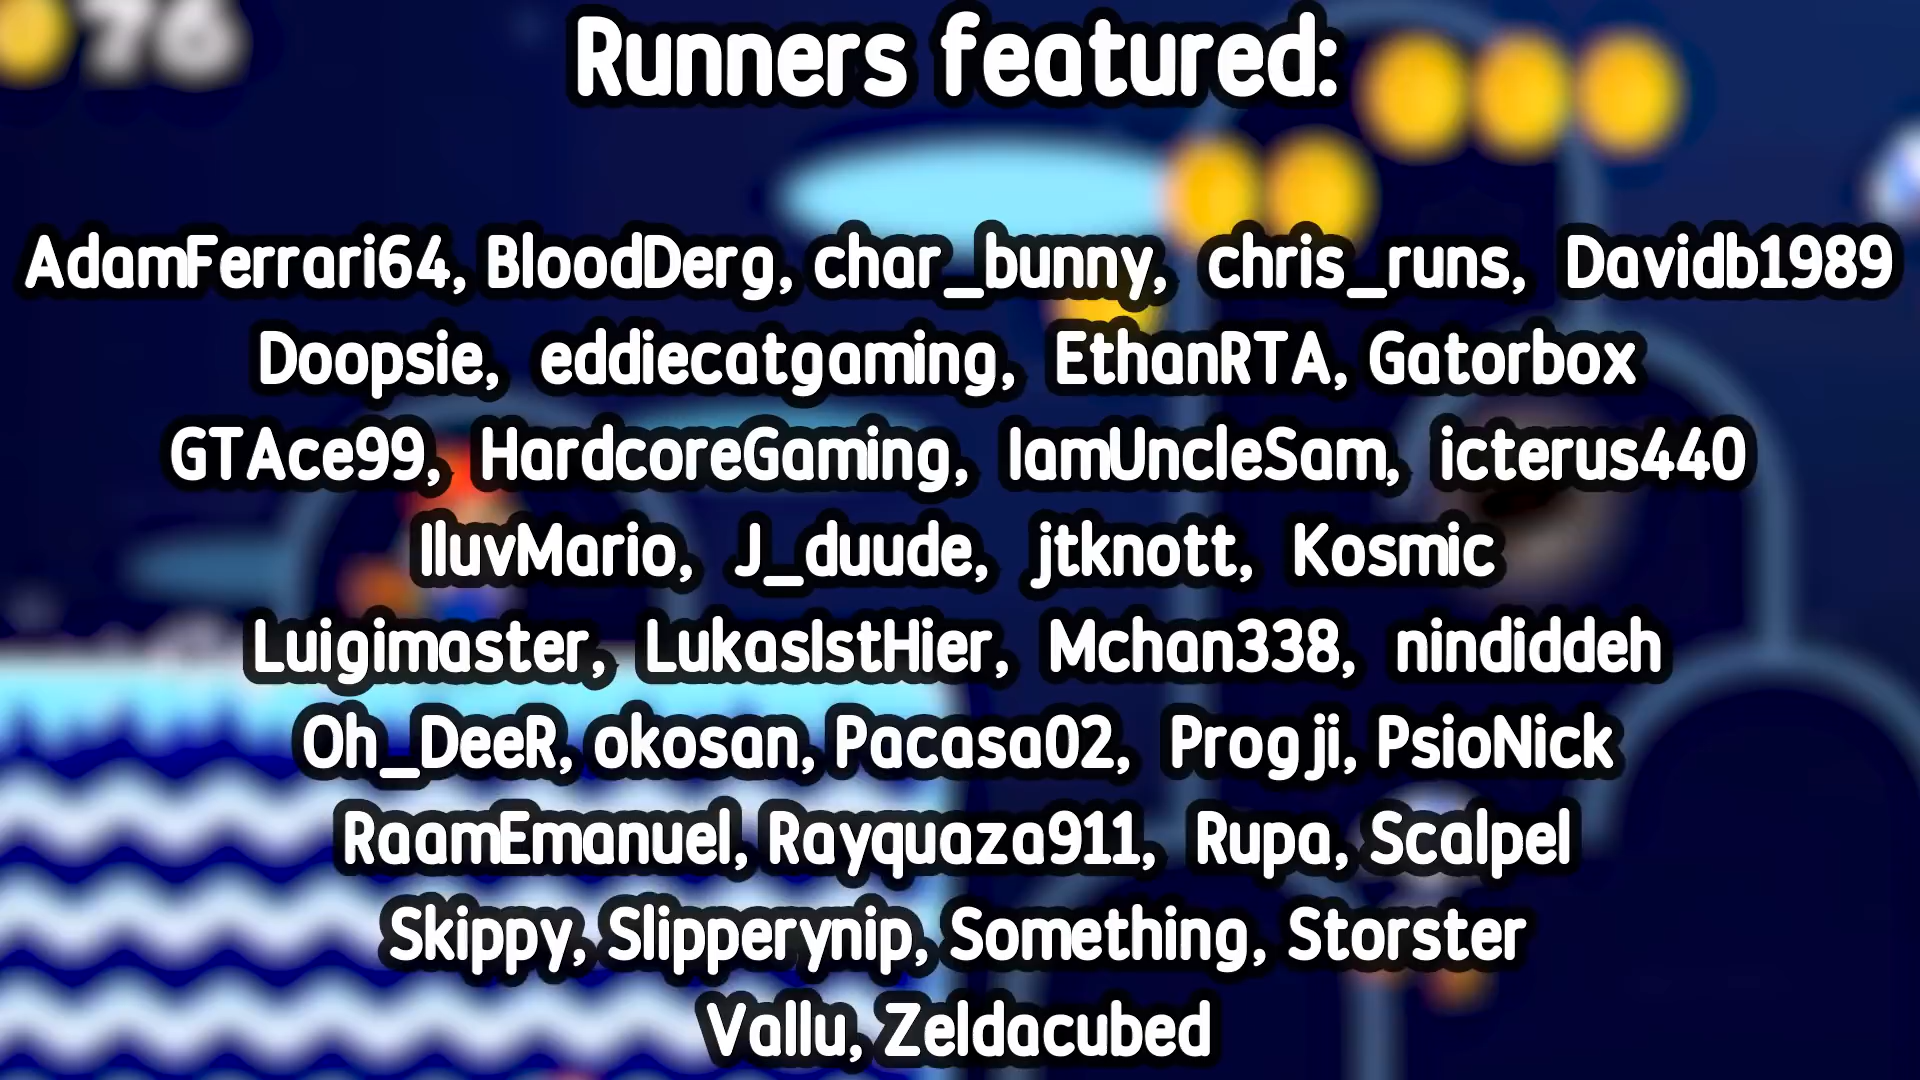 76
Runners featured:
AdamFerrari64, BloodDerg, char_bunny, chris_runs, Davidb1989
Doopsie, eddiecatgaming, EthanRTA, Gatorbox
GTAce99, HardcoreGaming, IamUncleSam, icterus440
IluvMario, J_duude, jtknott, Kosmic
Luigimaster, LukasIstHier, Mchan338, nindiddeh
Oh_DeeR, okosan, Pacasa02, Progji, PsioNick
RaamEmanuel, Rayquaza911, Rupa, Scalpel
Skippy, Slipperynip, Something, Storster
Vallu, Zeldacubed